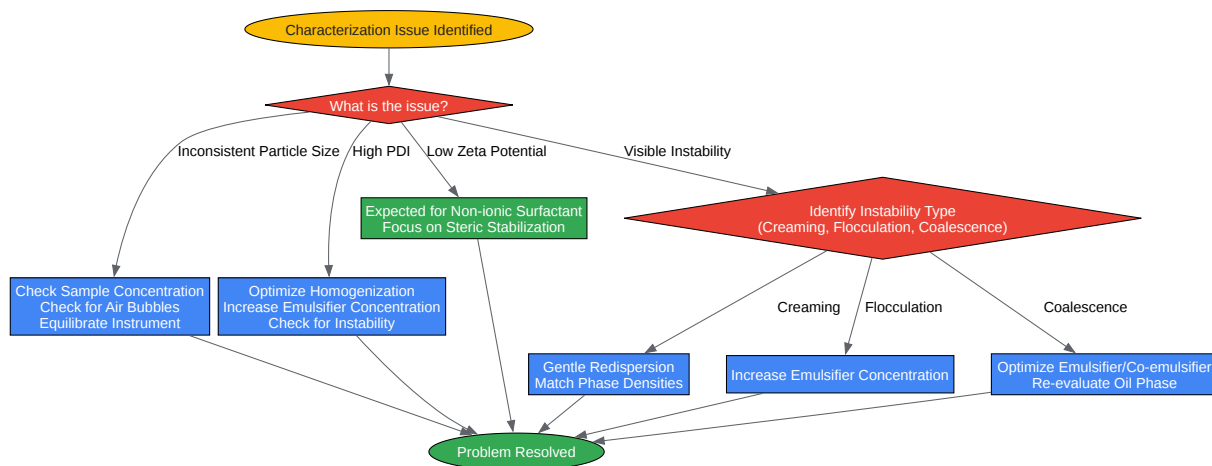 Characterization Issue Identified
What is the issue?
Inconsistent Particle Size
High PDI
Low Zeta Potential
Visible Instability
Expected for Non-ionic Surfactant
Focus on Steric Stabilization
Identify Instability Type
(Creaming, Flocculation, Coalescence)
Check Sample Concentration
Check for Air Bubbles
Equilibrate Instrument
Optimize Homogenization
Increase Emulsifier Concentration
Check for Instability
Creaming
Flocculation
Coalescence
Gentle Redispersion
Match Phase Densities
Increase Emulsifier Concentration
Optimize Emulsifier/Co-emulsifier
Re-evaluate Oil Phase
Problem Resolved